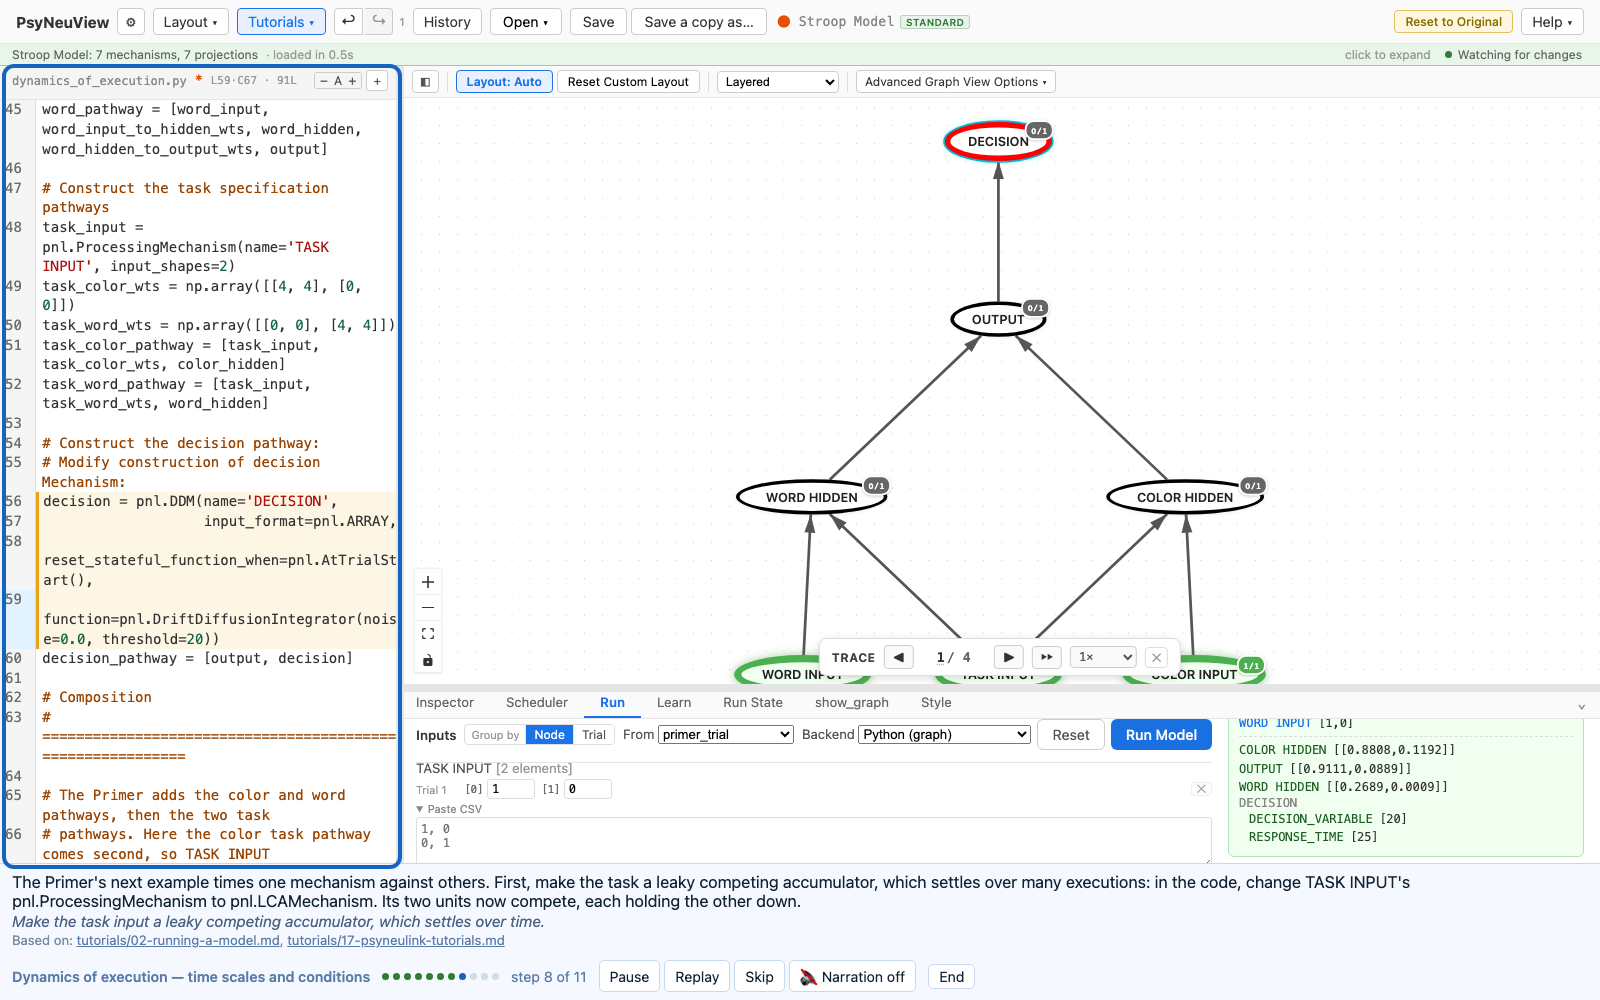 PsyNeuView ⚙ Layout ▾ Tutorials ▾ ↩ ↪ 1 History Open ▾ Save Save a copy as... Stroop Model STANDARD Reset to Original Help ▾
Stroop Model: 7 mechanisms, 7 projections · loaded in 0.5s click to expand Watching for changes
dynamics_of_execution.py * L59·C67 · 91L − A + +
45 word_pathway = [word_input,
word_input_to_hidden_wts, word_hidden,
word_hidden_to_output_wts, output]
46
47 # Construct the task specification
pathways
48 task_input =
pnl.ProcessingMechanism(name='TASK
INPUT', input_shapes=2)
49 task_color_wts = np.array([[4, 4], [0,
0]])
50 task_word_wts = np.array([[0, 0], [4, 4]])
51 task_color_pathway = [task_input,
task_color_wts, color_hidden]
52 task_word_pathway = [task_input,
task_word_wts, word_hidden]
53
54 # Construct the decision pathway:
55 # Modify construction of decision
Mechanism:
56 decision = pnl.DDM(name='DECISION',
57 input_format=pnl.ARRAY,
58
reset_stateful_function_when=pnl.AtTrialSt
art(),
59
function=pnl.DriftDiffusionIntegrator(nois
e=0.0, threshold=20))
60 decision_pathway = [output, decision]
61
62 # Composition
63 #
==========================================
=================
64
65 # The Primer adds the color and word
pathways, then the two task
66 # pathways. Here the color task pathway
comes second, so TASK INPUT
Layout: Auto Reset Custom Layout Layered Advanced Graph View Options ▾
DECISION 0/1
OUTPUT 0/1
WORD HIDDEN 0/1
COLOR HIDDEN 0/1
WORD INPUT TASK INPUT COLOR INPUT 1/1
TRACE ◀ 1 / 4 ▶ ▶▶ 1× ×
Inspector Scheduler Run Learn Run State show_graph Style
Inputs Group by Node Trial From primer_trial Backend Python (graph) Reset Run Model
TASK INPUT [2 elements]
Trial 1 [0] 1 [1] 0 ×
▾ Paste CSV
1, 0
0, 1
WORD INPUT [1,0]
COLOR HIDDEN [[0.8808,0.1192]]
OUTPUT [[0.9111,0.0889]]
WORD HIDDEN [[0.2689,0.0009]]
DECISION
DECISION_VARIABLE [20]
RESPONSE_TIME [25]
The Primer's next example times one mechanism against others. First, make the task a leaky competing accumulator, which settles over many executions: in the code, change TASK INPUT's
pnl.ProcessingMechanism to pnl.LCAMechanism. Its two units now compete, each holding the other down.
Make the task input a leaky competing accumulator, which settles over time.
Based on: tutorials/02-running-a-model.md, tutorials/17-psyneulink-tutorials.md
Dynamics of execution — time scales and conditions step 8 of 11 Pause Replay Skip Narration off End